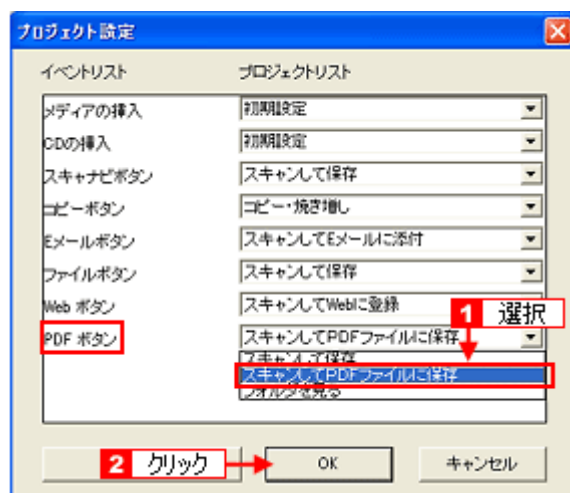 プロジェクト設定
イベントリスト プロジェクトリスト
メディアの挿入 初期設定
CDの挿入 初期設定
スキャナビボタン スキャンして保存
コピーボタン コピー・焼き増し
Eメールボタン スキャンしてEメールに添付
ファイルボタン スキャンして保存
Web ボタン スキャンしてWebに登録
1 選択
PDF ボタン スキャンしてPDFファイルに保存
スキャンして保存
スキャンしてPDFファイルに保存
フォルダを見る
2 クリック OK キャンセル